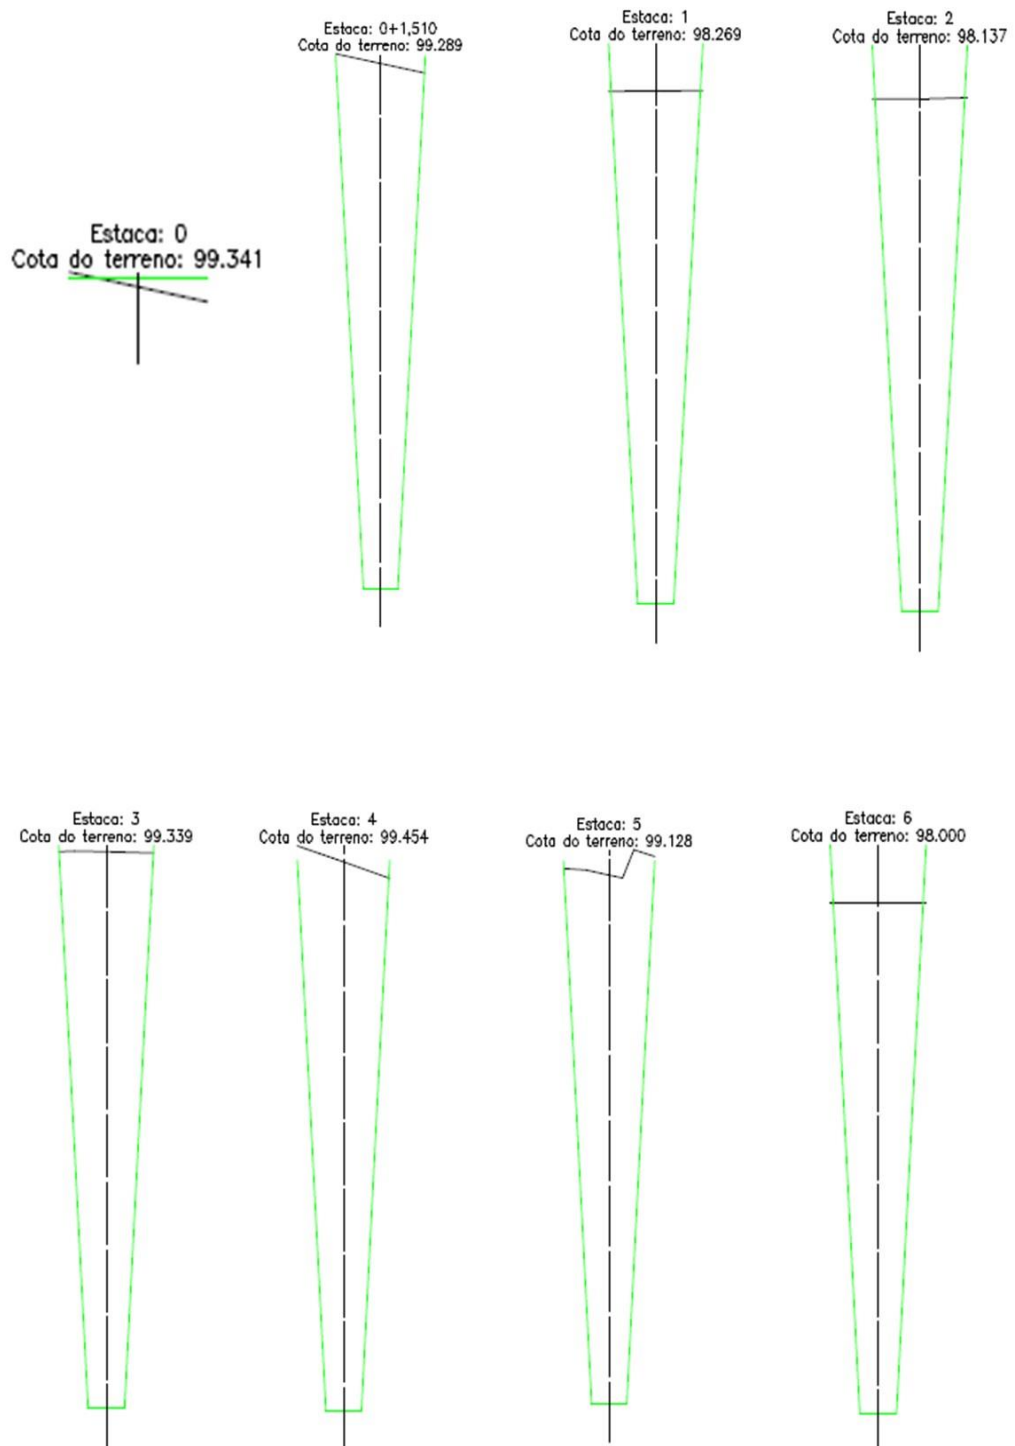 Estaca: 0+1,510
Cota do terreno: 99.289
Estaca: 1
Cota do terreno: 98.269
Estaca: 2
Cota do terreno: 98.137
Estaca: 0
Cota do terreno: 99.341
Estaca: 3
Cota do terreno: 99.339
Estaca: 4
Cota do terreno: 99.454
Estaca: 5
Cota do terreno: 99.128
Estaca: 6
Cota do terreno: 98.000